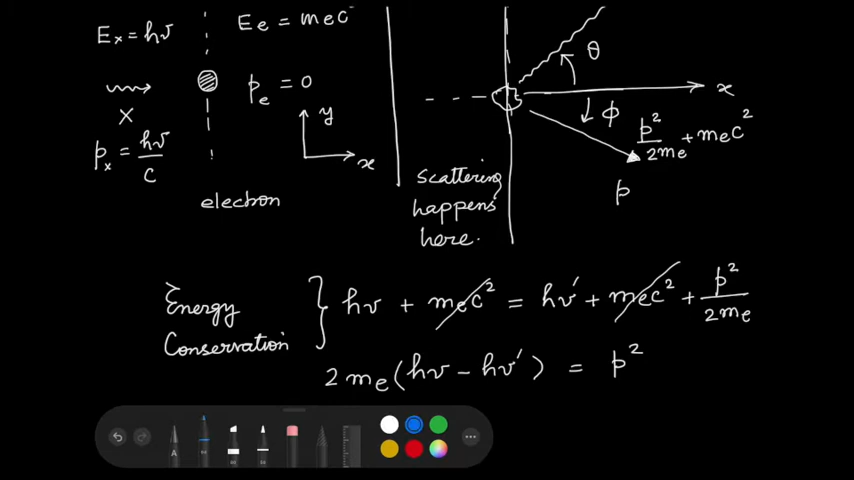 Eₓ = hν
Eₑ = mₑc²
θ
x
pₑ = 0
X
y
x
ϕ
p²/2mₑ + mₑc²
pₓ = hν/c
p
electron
scattering
happens
here.
Energy
Conservation
} hν + mₑc² = hν′ + mₑc² + p²/2mₑ
2mₑ(hν − hν′) = p²
A